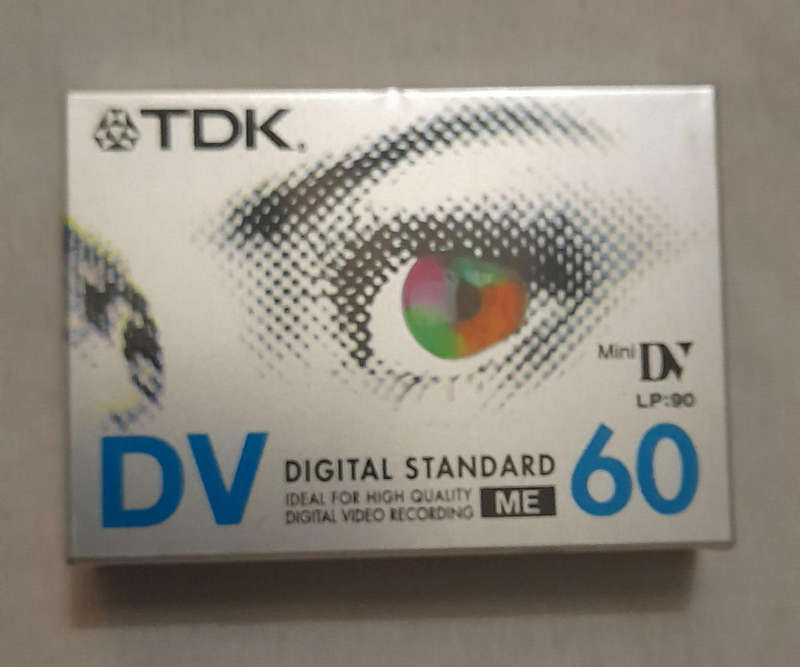 TDK.
Mini DV
LP:90
DV DIGITAL STANDARD 60
IDEAL FOR HIGH QUALITY
DIGITAL VIDEO RECORDING ME